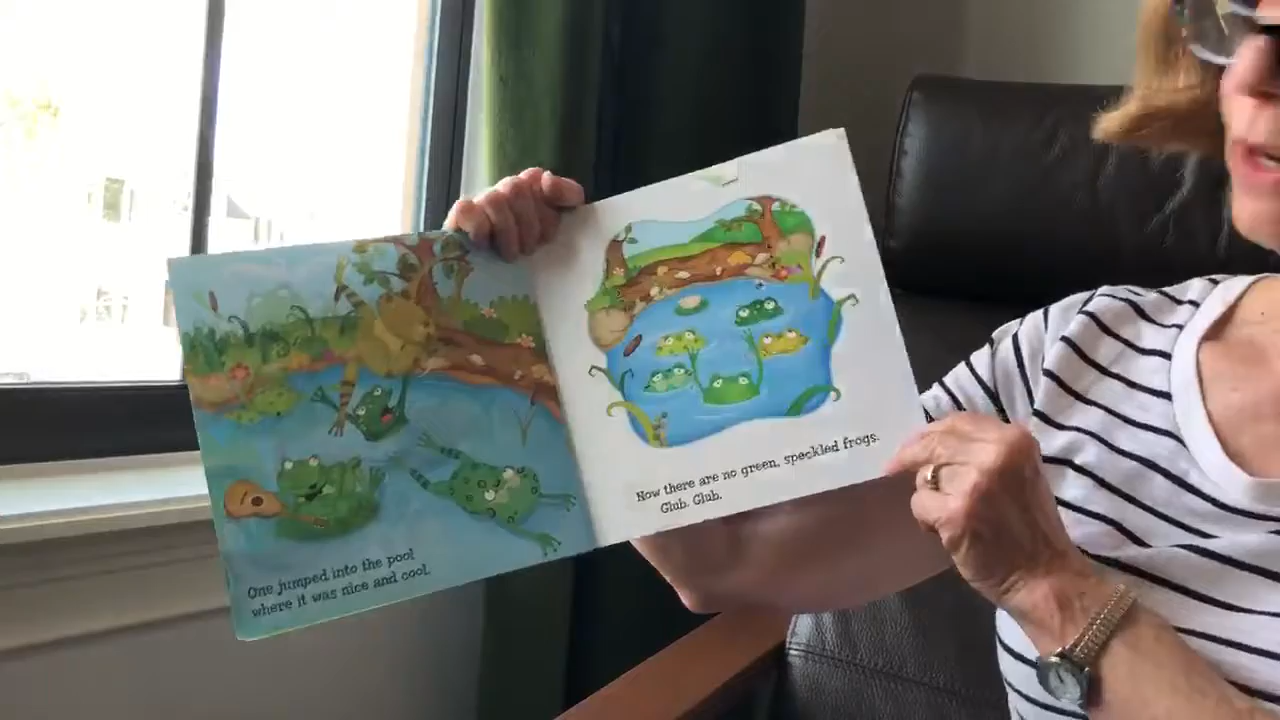 One jumped into the pool
where it was nice and cool.
Now there are no green, speckled frogs.
Glub. Glub.